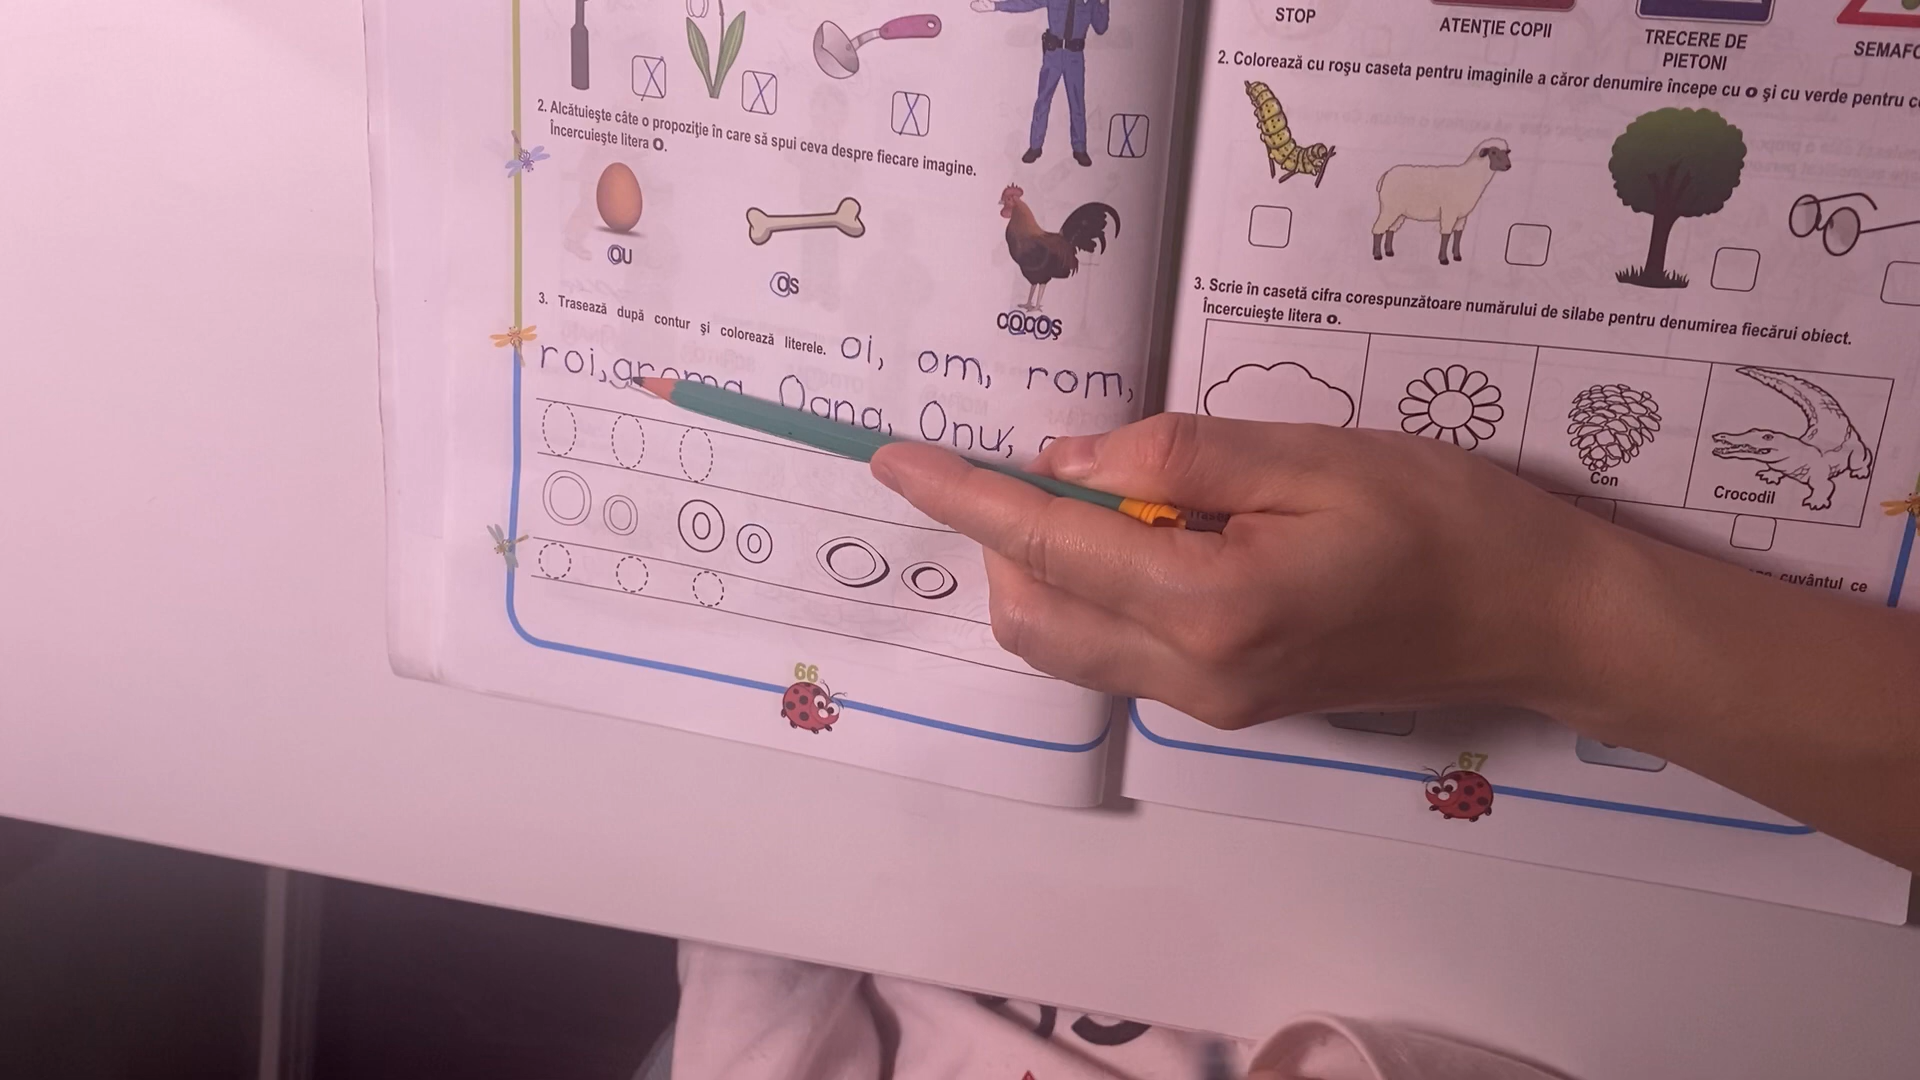 2. Alcătuiește câte o propoziție în care să spui ceva despre fiecare imagine.
Încercuiește litera O.
OU
OS
COCOȘ
3. Trasează după contur și colorează literele. oi, om, rom,
roi, aroma, Oana, Onu,
O O O O O O
66
STOP
ATENȚIE COPII
TRECERE DE
PIETONI
2. Colorează cu roșu caseta pentru imaginile a căror denumire începe cu o și cu verde pentru
3. Scrie în casetă cifra corespunzătoare numărului de silabe pentru denumirea fiecărui obiect.
Încercuiește litera o.
Con
Crocodil
cuvântul ce
67